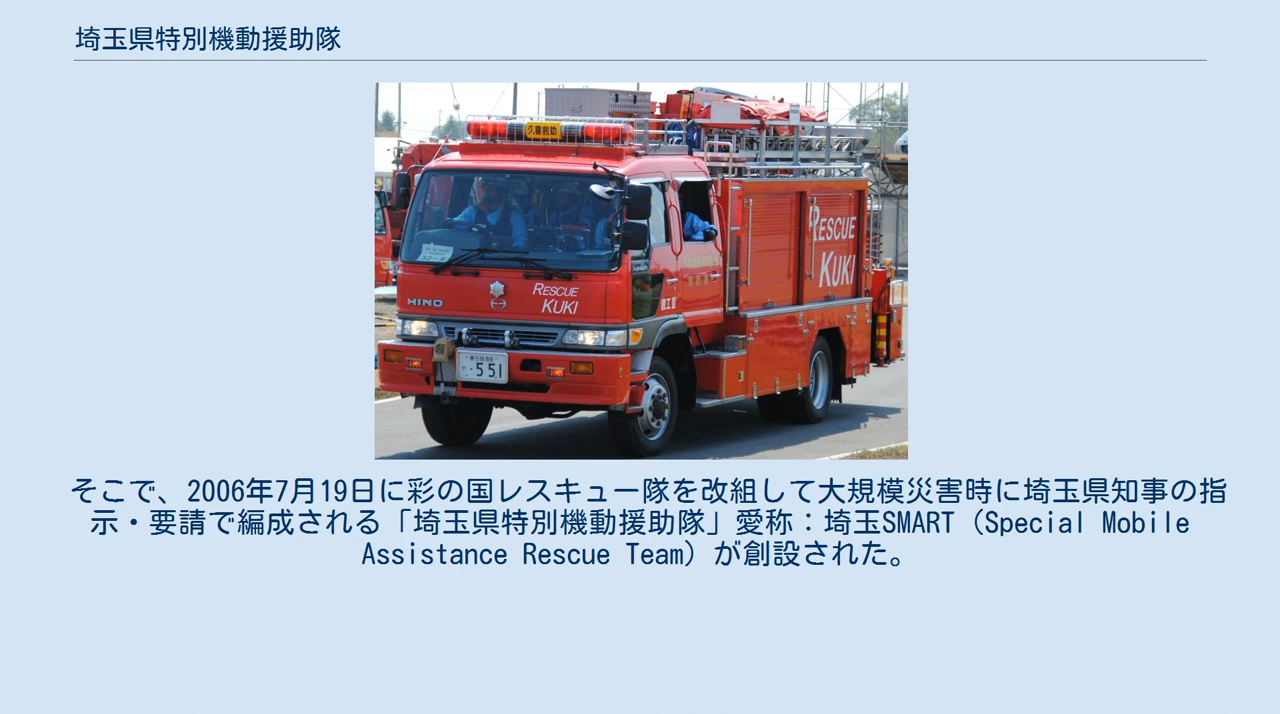 埼玉県特別機動援助隊
久喜救助
RESCUE
KUKI
HINO
RESCUE
KUKI
救工Ⅲ
551
そこで、2006年7月19日に彩の国レスキュー隊を改組して大規模災害時に埼玉県知事の指
示・要請で編成される「埼玉県特別機動援助隊」愛称：埼玉SMART（Special Mobile
Assistance Rescue Team）が創設された。